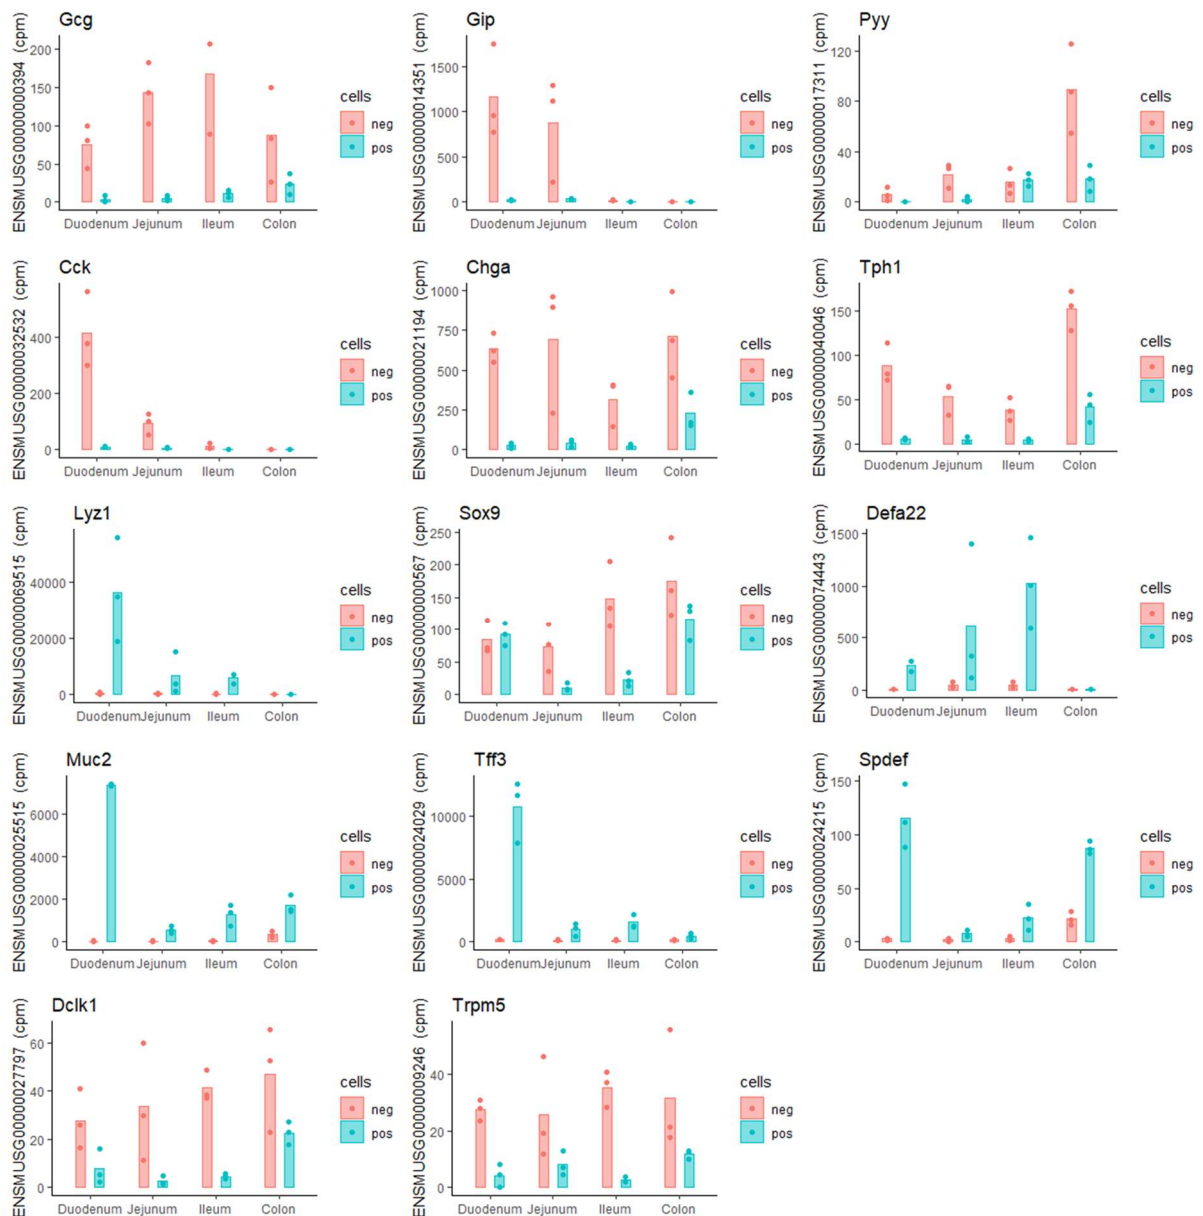 Gcg
ENSMUSG00000000394 (cpm)
200
150
100
50
0
Duodenum Jejunum Ileum Colon
cells
neg
pos
Gip
ENSMUSG00000014351 (cpm)
1500
1000
500
0
Duodenum Jejunum Ileum Colon
cells
neg
pos
Pyy
ENSMUSG00000017311 (cpm)
120
80
40
0
Duodenum Jejunum Ileum Colon
cells
neg
pos
Cck
ENSMUSG00000032532 (cpm)
400
200
0
Duodenum Jejunum Ileum Colon
cells
neg
pos
Chga
ENSMUSG00000021194 (cpm)
1000
750
500
250
0
Duodenum Jejunum Ileum Colon
cells
neg
pos
Tph1
ENSMUSG00000040046 (cpm)
150
100
50
0
Duodenum Jejunum Ileum Colon
cells
neg
pos
Lyz1
ENSMUSG00000069515 (cpm)
40000
20000
0
Duodenum Jejunum Ileum Colon
cells
neg
pos
Sox9
ENSMUSG00000000567 (cpm)
250
200
150
100
50
0
Duodenum Jejunum Ileum Colon
cells
neg
pos
Defa22
ENSMUSG00000074443 (cpm)
1500
1000
500
0
Duodenum Jejunum Ileum Colon
cells
neg
pos
Muc2
ENSMUSG00000025515 (cpm)
6000
4000
2000
0
Duodenum Jejunum Ileum Colon
cells
neg
pos
Tff3
ENSMUSG00000024029 (cpm)
10000
5000
0
Duodenum Jejunum Ileum Colon
cells
neg
pos
Spdef
ENSMUSG00000024215 (cpm)
150
100
50
0
Duodenum Jejunum Ileum Colon
cells
neg
pos
Dclk1
ENSMUSG00000027797 (cpm)
60
40
20
0
Duodenum Jejunum Ileum Colon
cells
neg
pos
Trpm5
ENSMUSG00000009246 (cpm)
40
20
0
Duodenum Jejunum Ileum Colon
cells
neg
pos